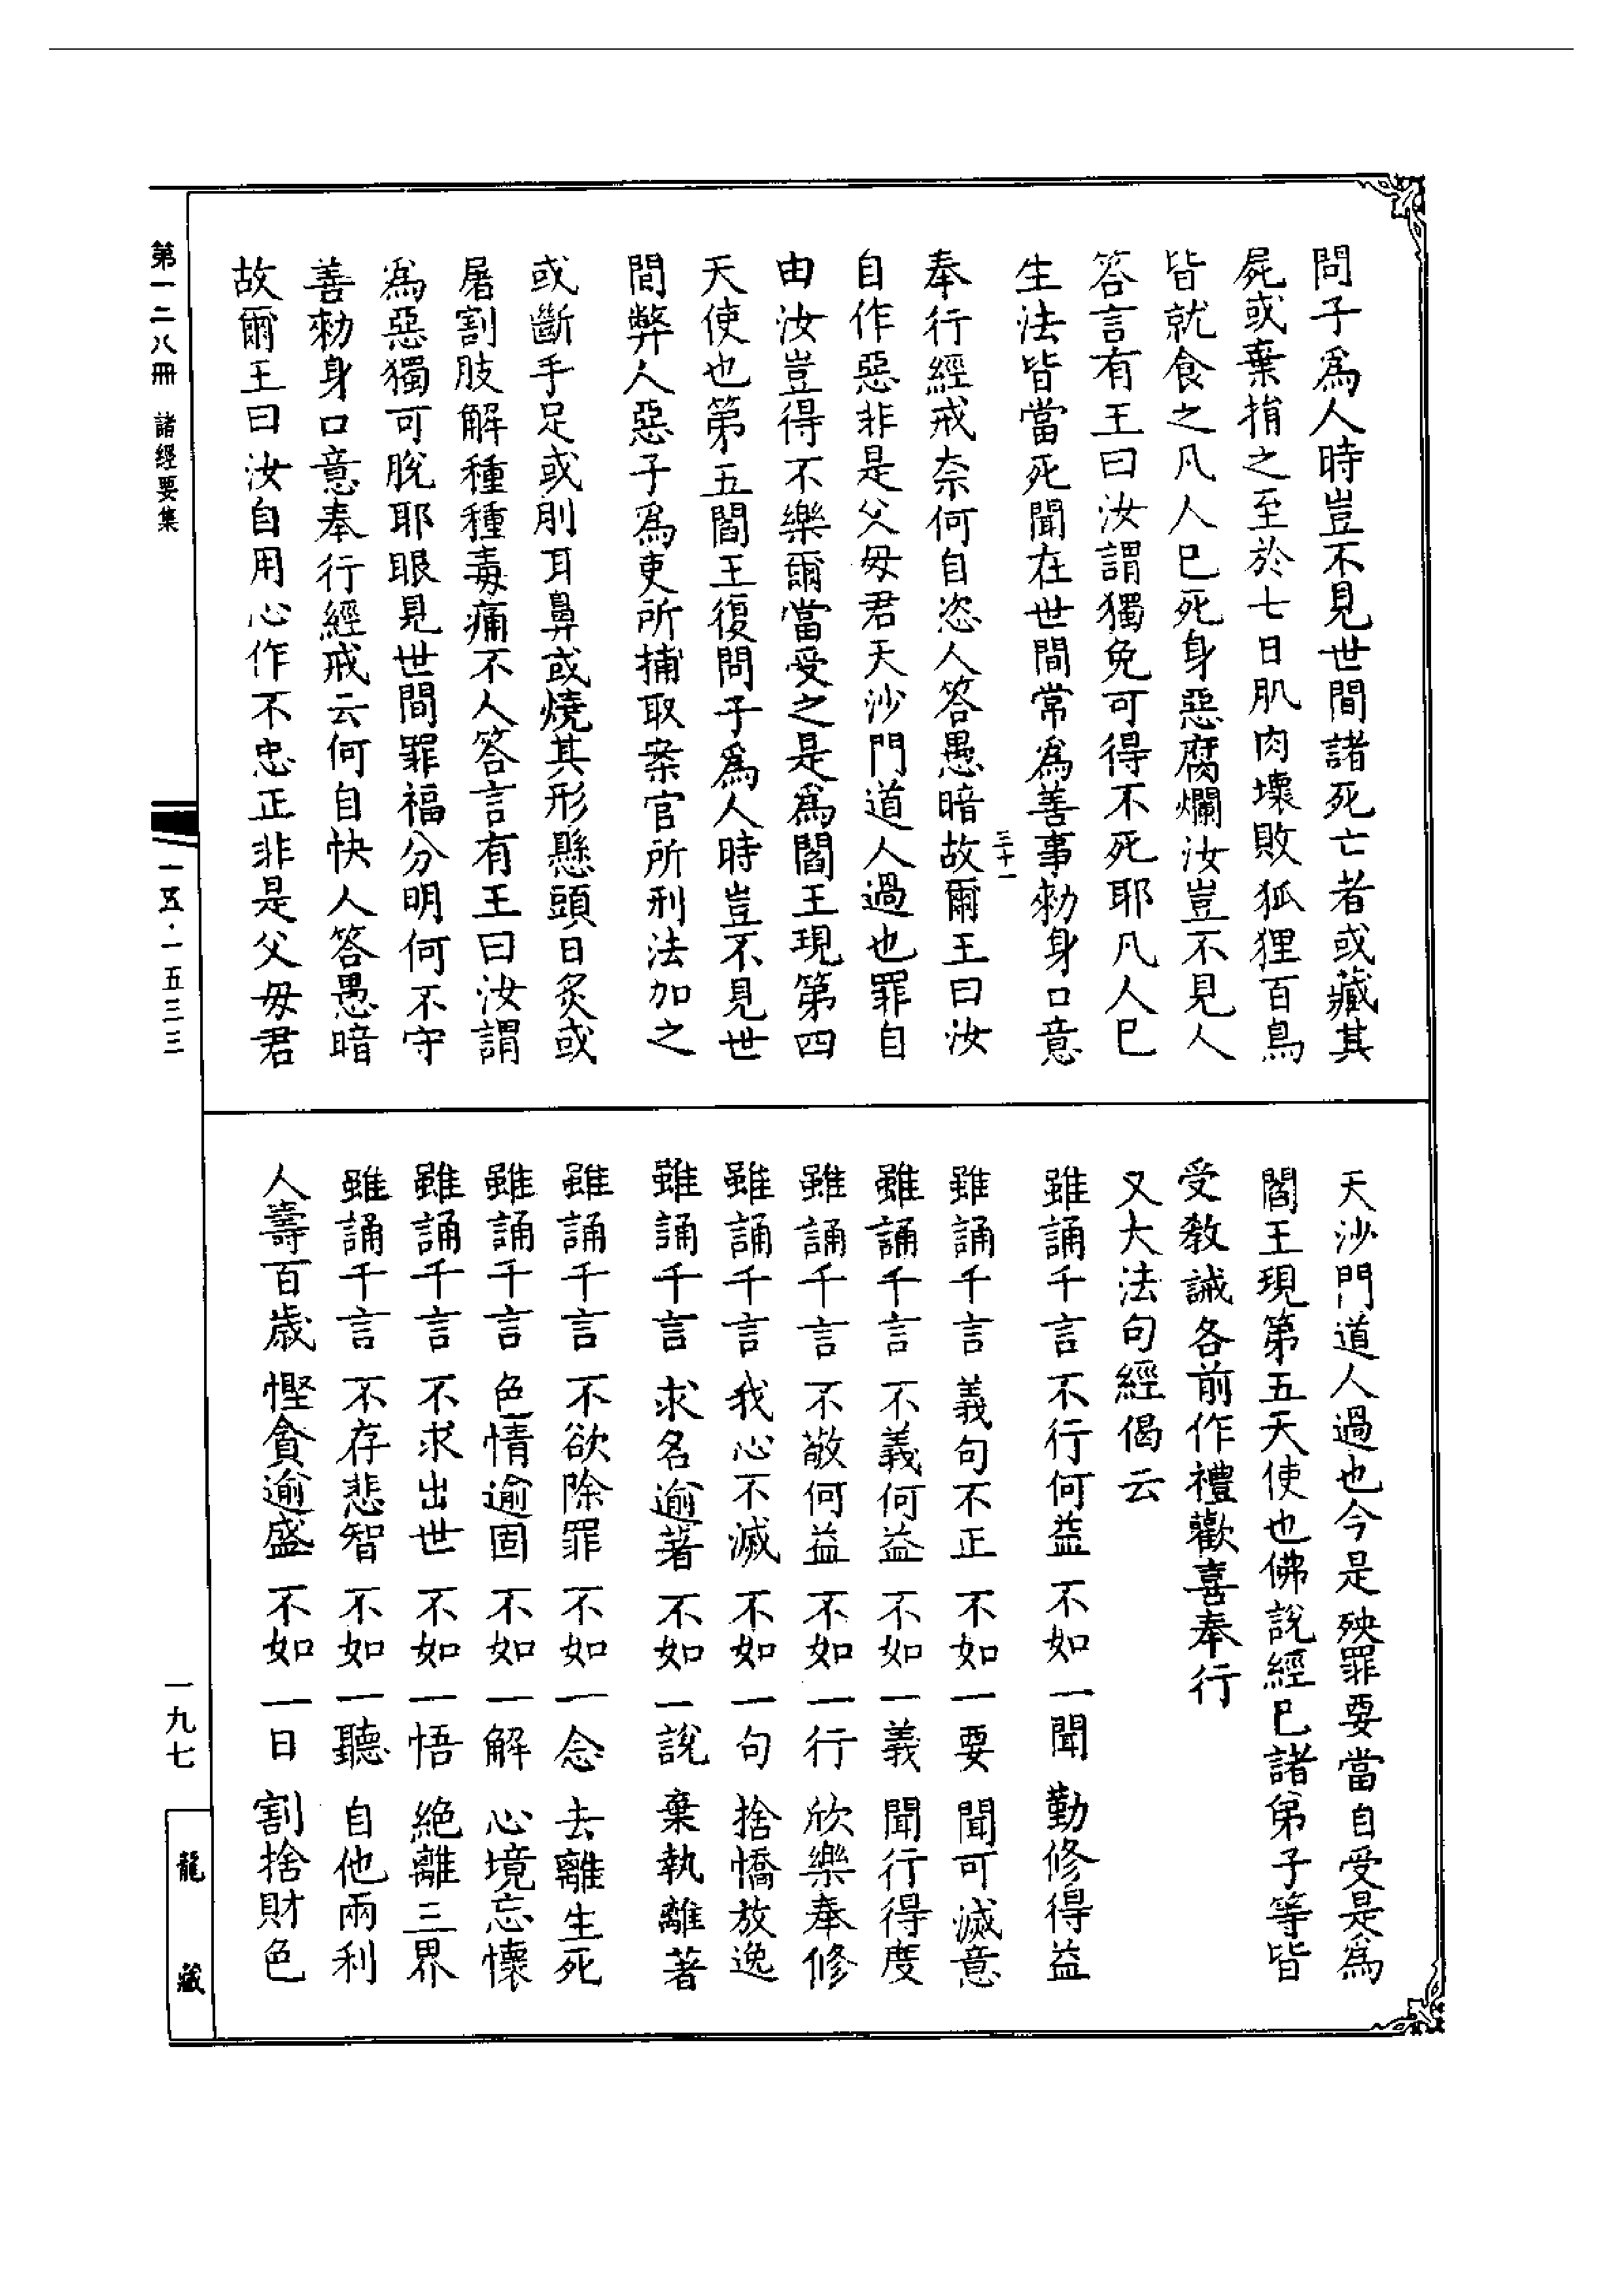 問子爲人時豈不見世間諸死亡者或藏其
屍或棄捐之至於七日肌肉壞敗狐狸百鳥
皆就食之凡人巳死身惡腐爛汝豈不見人
答言有王曰汝謂獨免可得不死耶凡人巳
生法皆當死聞在世間常爲善事勑身口意
三十一
奉行經戒奈何自恣人答愚暗故爾王曰汝
自作惡非是父母君天沙門道人過也罪自
由汝豈得不樂爾當受之是爲閻王現第四
天使也第五閻王復問子爲人時豈不見世
間弊人惡子爲吏所捕取案官所刑法加之
或斷手足或刖耳鼻或燒其形懸頭日炙或
屠割肢解種種毒痛不人答言有王曰汝謂
爲惡獨可脫耶眼見世間罪福分明何不守
善勑身口意奉行經戒云何自快人答愚暗
故爾王曰汝自用心作不忠正非是父母君
天沙門道人過也今是殃罪要當自受是爲
閻王現第五天使也佛說經巳諸弟子等皆
受教誡各前作禮歡喜奉行
又大法句經偈云
雖誦千言 不行何益 不如一聞 勤修得益
雖誦千言 義句不正 不如一要 聞可滅意
雖誦千言 不義何益 不如一義 聞行得度
雖誦千言 不敬何益 不如一行 欣樂奉修
雖誦千言 我心不滅 不如一句 捨憍放逸
雖誦千言 求名逾著 不如一說 棄執離著
雖誦千言 不欲除罪 不如一念 去離生死
雖誦千言 色情逾固 不如一解 心境忘懷
雖誦千言 不求出世 不如一悟 絕離三界
雖誦千言 不存悲智 不如一聽 自他兩利
人壽百歲 慳貪逾盛 不如一日 割捨財色
第一二八冊 諸經要集
一五·一五三三
一九七
龍藏